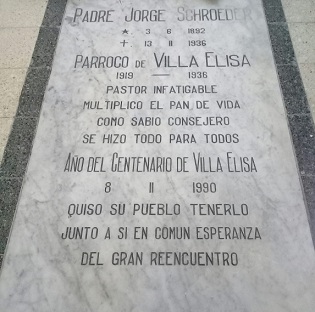 PADRE JORGE SCHROEDER
★ 3 6 1892
✝ 13 11 1936
PARROCO DE VILLA ELISA
1919 — 1936
PASTOR INFATIGABLE
MULTIPLICO EL PAN DE VIDA
COMO SABIO CONSEJERO
SE HIZO TODO PARA TODOS
AÑO DEL CENTENARIO DE VILLA ELISA
8 11 1990
QUISO SU PUEBLO TENERLO
JUNTO A SI EN COMUN ESPERANZA
DEL GRAN REENCUENTRO